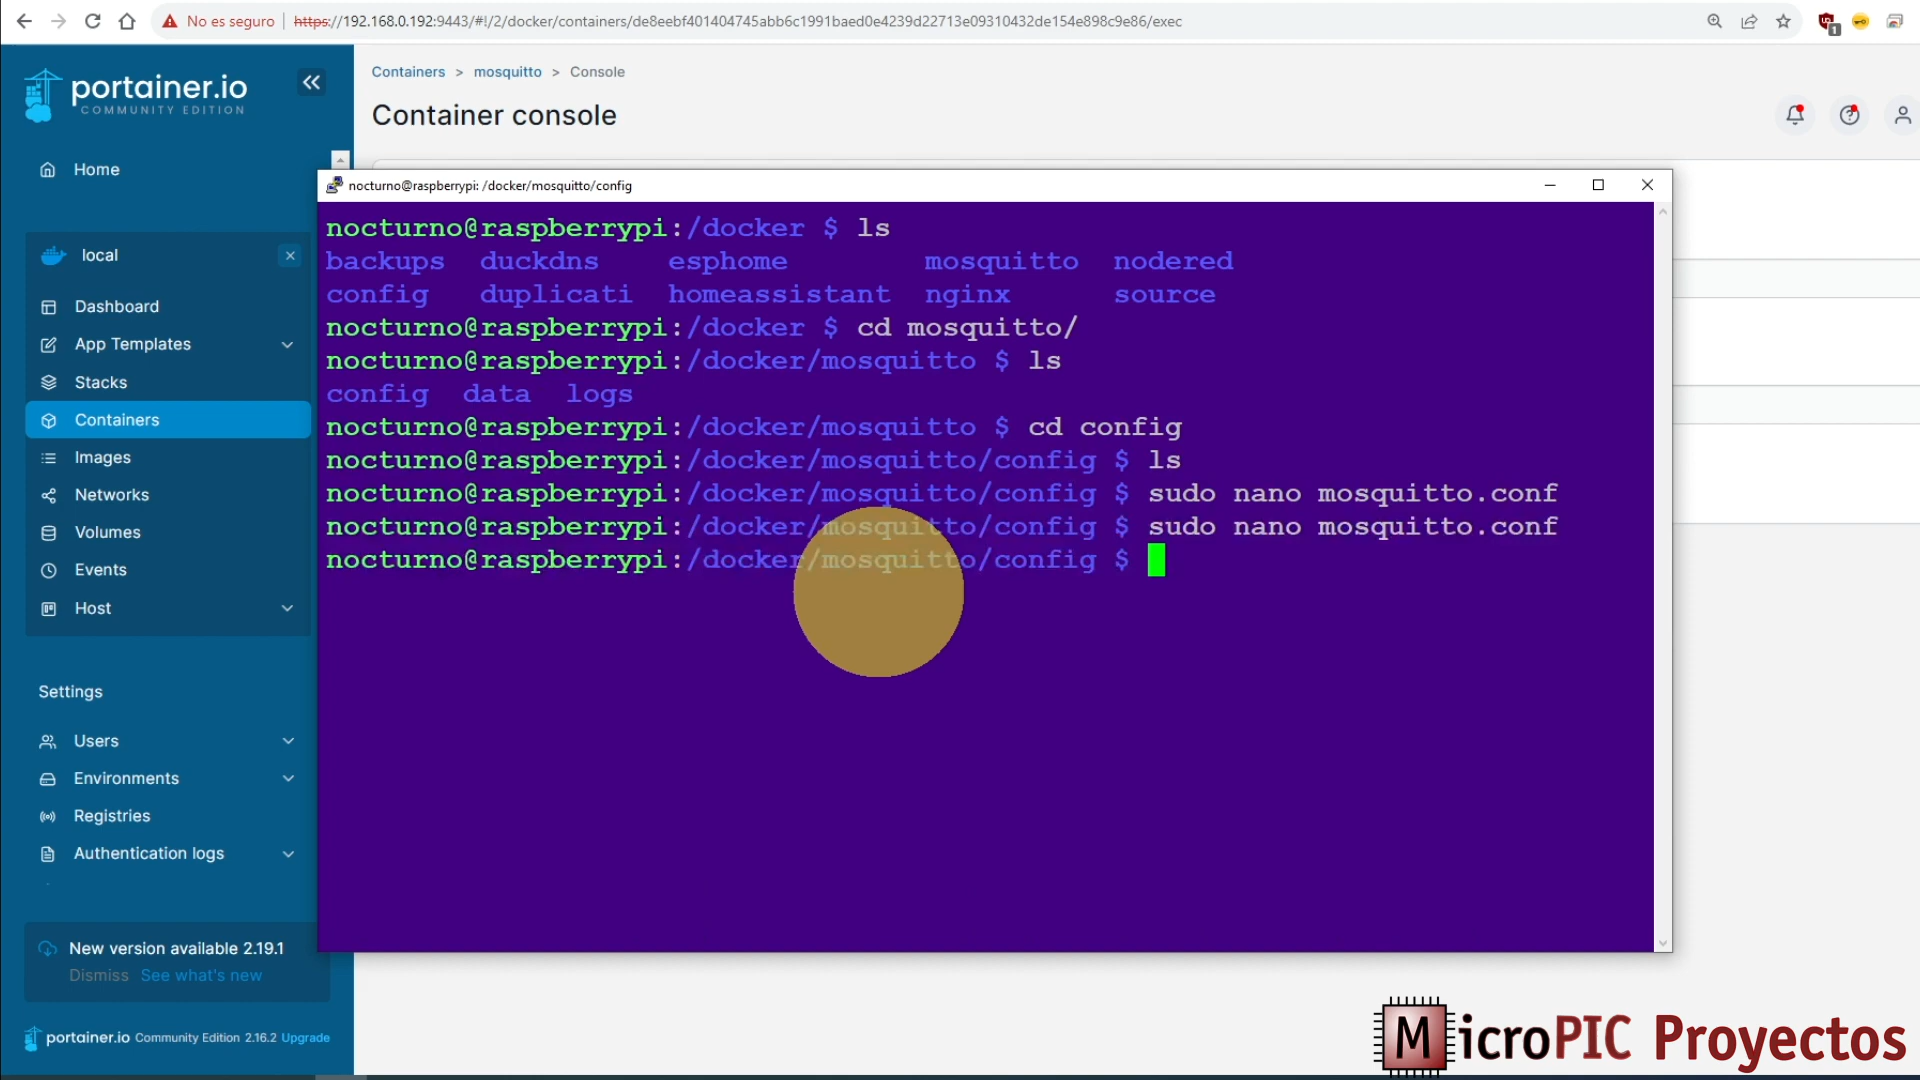 No es seguro
https://192.168.0.192:9443/#!/2/docker/containers/de8eebf401404745abb6c1991baed0e4239d22713e09310432de154e898c9e86/exec
1
portainer.io
COMMUNITY EDITION
Containers > mosquitto > Console
Container console
Home
local
Dashboard
App Templates
Stacks
Containers
Images
Networks
Volumes
Events
Host
Settings
Users
Environments
Registries
Authentication logs
New version available 2.19.1
Dismiss See what's new
portainer.io Community Edition 2.16.2 Upgrade
nocturno@raspberrypi: /docker/mosquitto/config
nocturno@raspberrypi:/docker $ ls
backups duckdns esphome mosquitto nodered
config duplicati homeassistant nginx source
nocturno@raspberrypi:/docker $ cd mosquitto/
nocturno@raspberrypi:/docker/mosquitto $ ls
config data logs
nocturno@raspberrypi:/docker/mosquitto $ cd config
nocturno@raspberrypi:/docker/mosquitto/config $ ls
nocturno@raspberrypi:/docker/mosquitto/config $ sudo nano mosquitto.conf
nocturno@raspberrypi:/docker/mosquitto/config $ sudo nano mosquitto.conf
nocturno@raspberrypi:/docker/mosquitto/config $
MicroPIC Proyectos